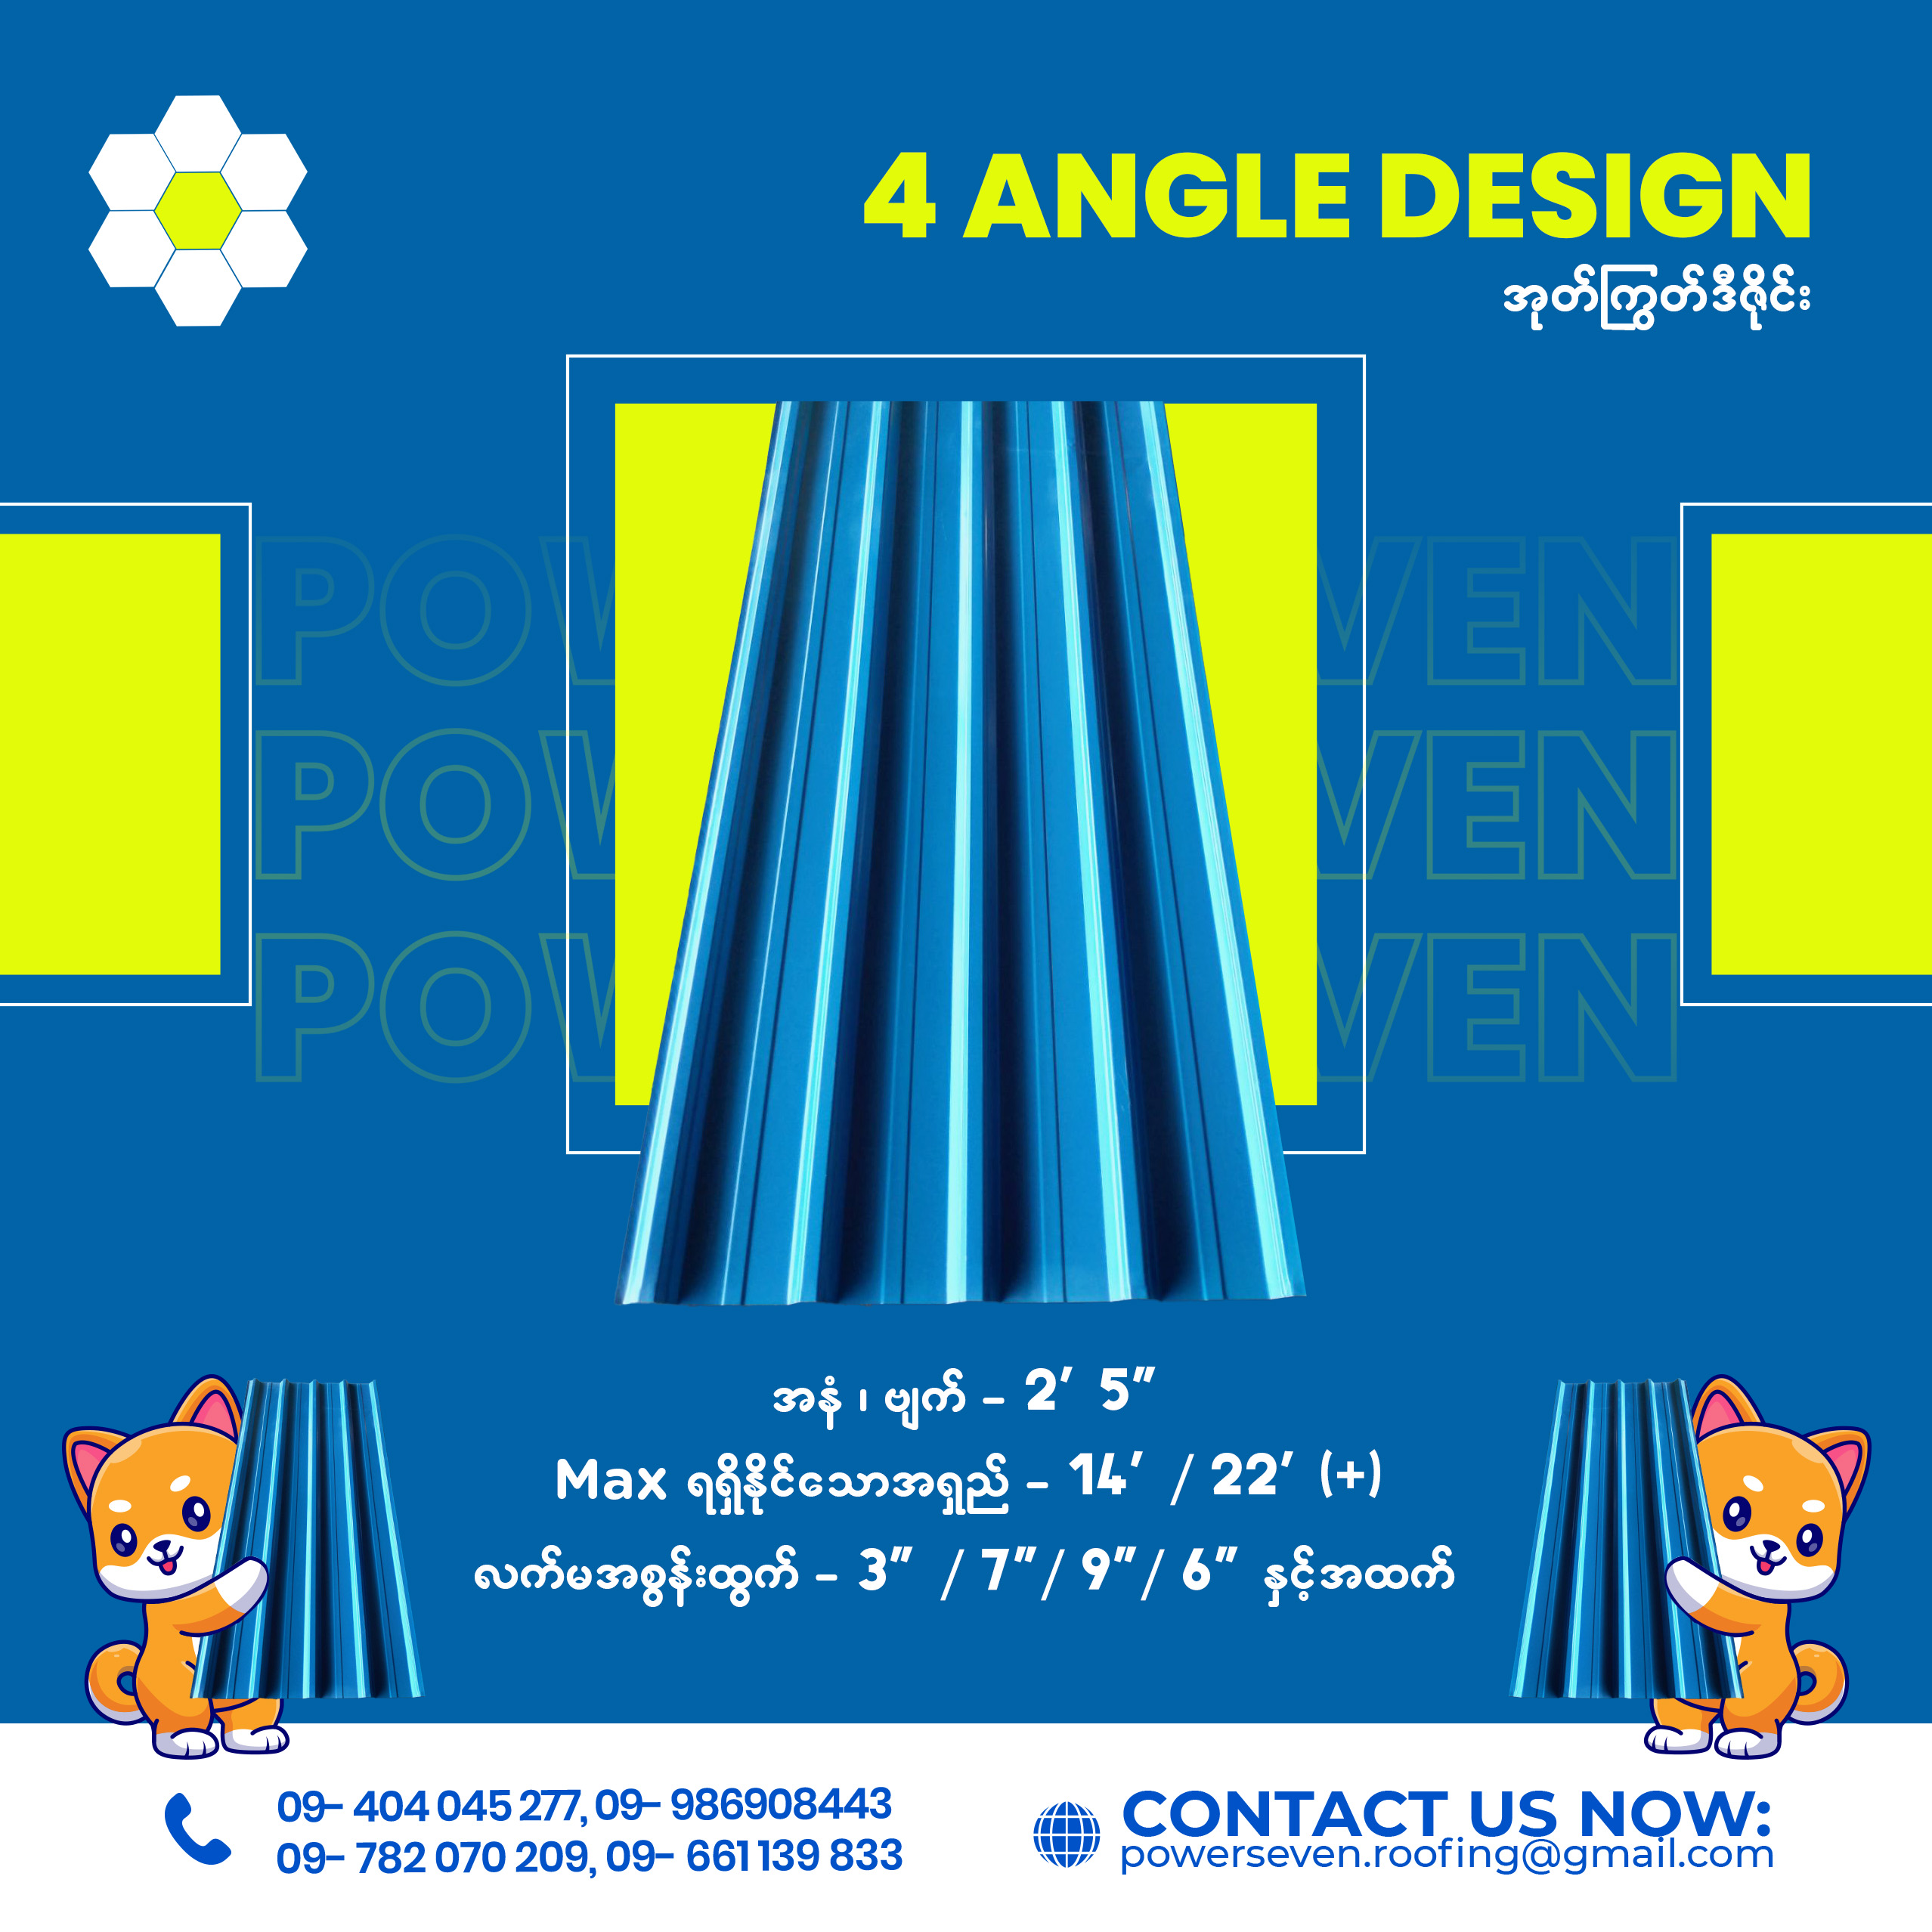 4 ANGLE DESIGN
အုတ်ကြွတ်ဒီဇိုင်း
POW VEN
POW VEN
POW VEN
အနံ ၊ ဗျက် – 2' 5"
Max ရရှိနိုင်သောအရှည် – 14' / 22' (+)
လက်မအစွန်းထွက် – 3" / 7"/ 9"/ 6" နှင့်အထက်
09– 404 045 277, 09– 986908443
09– 782 070 209, 09– 661 139 833
CONTACT US NOW:
powerseven.roofing@gmail.com